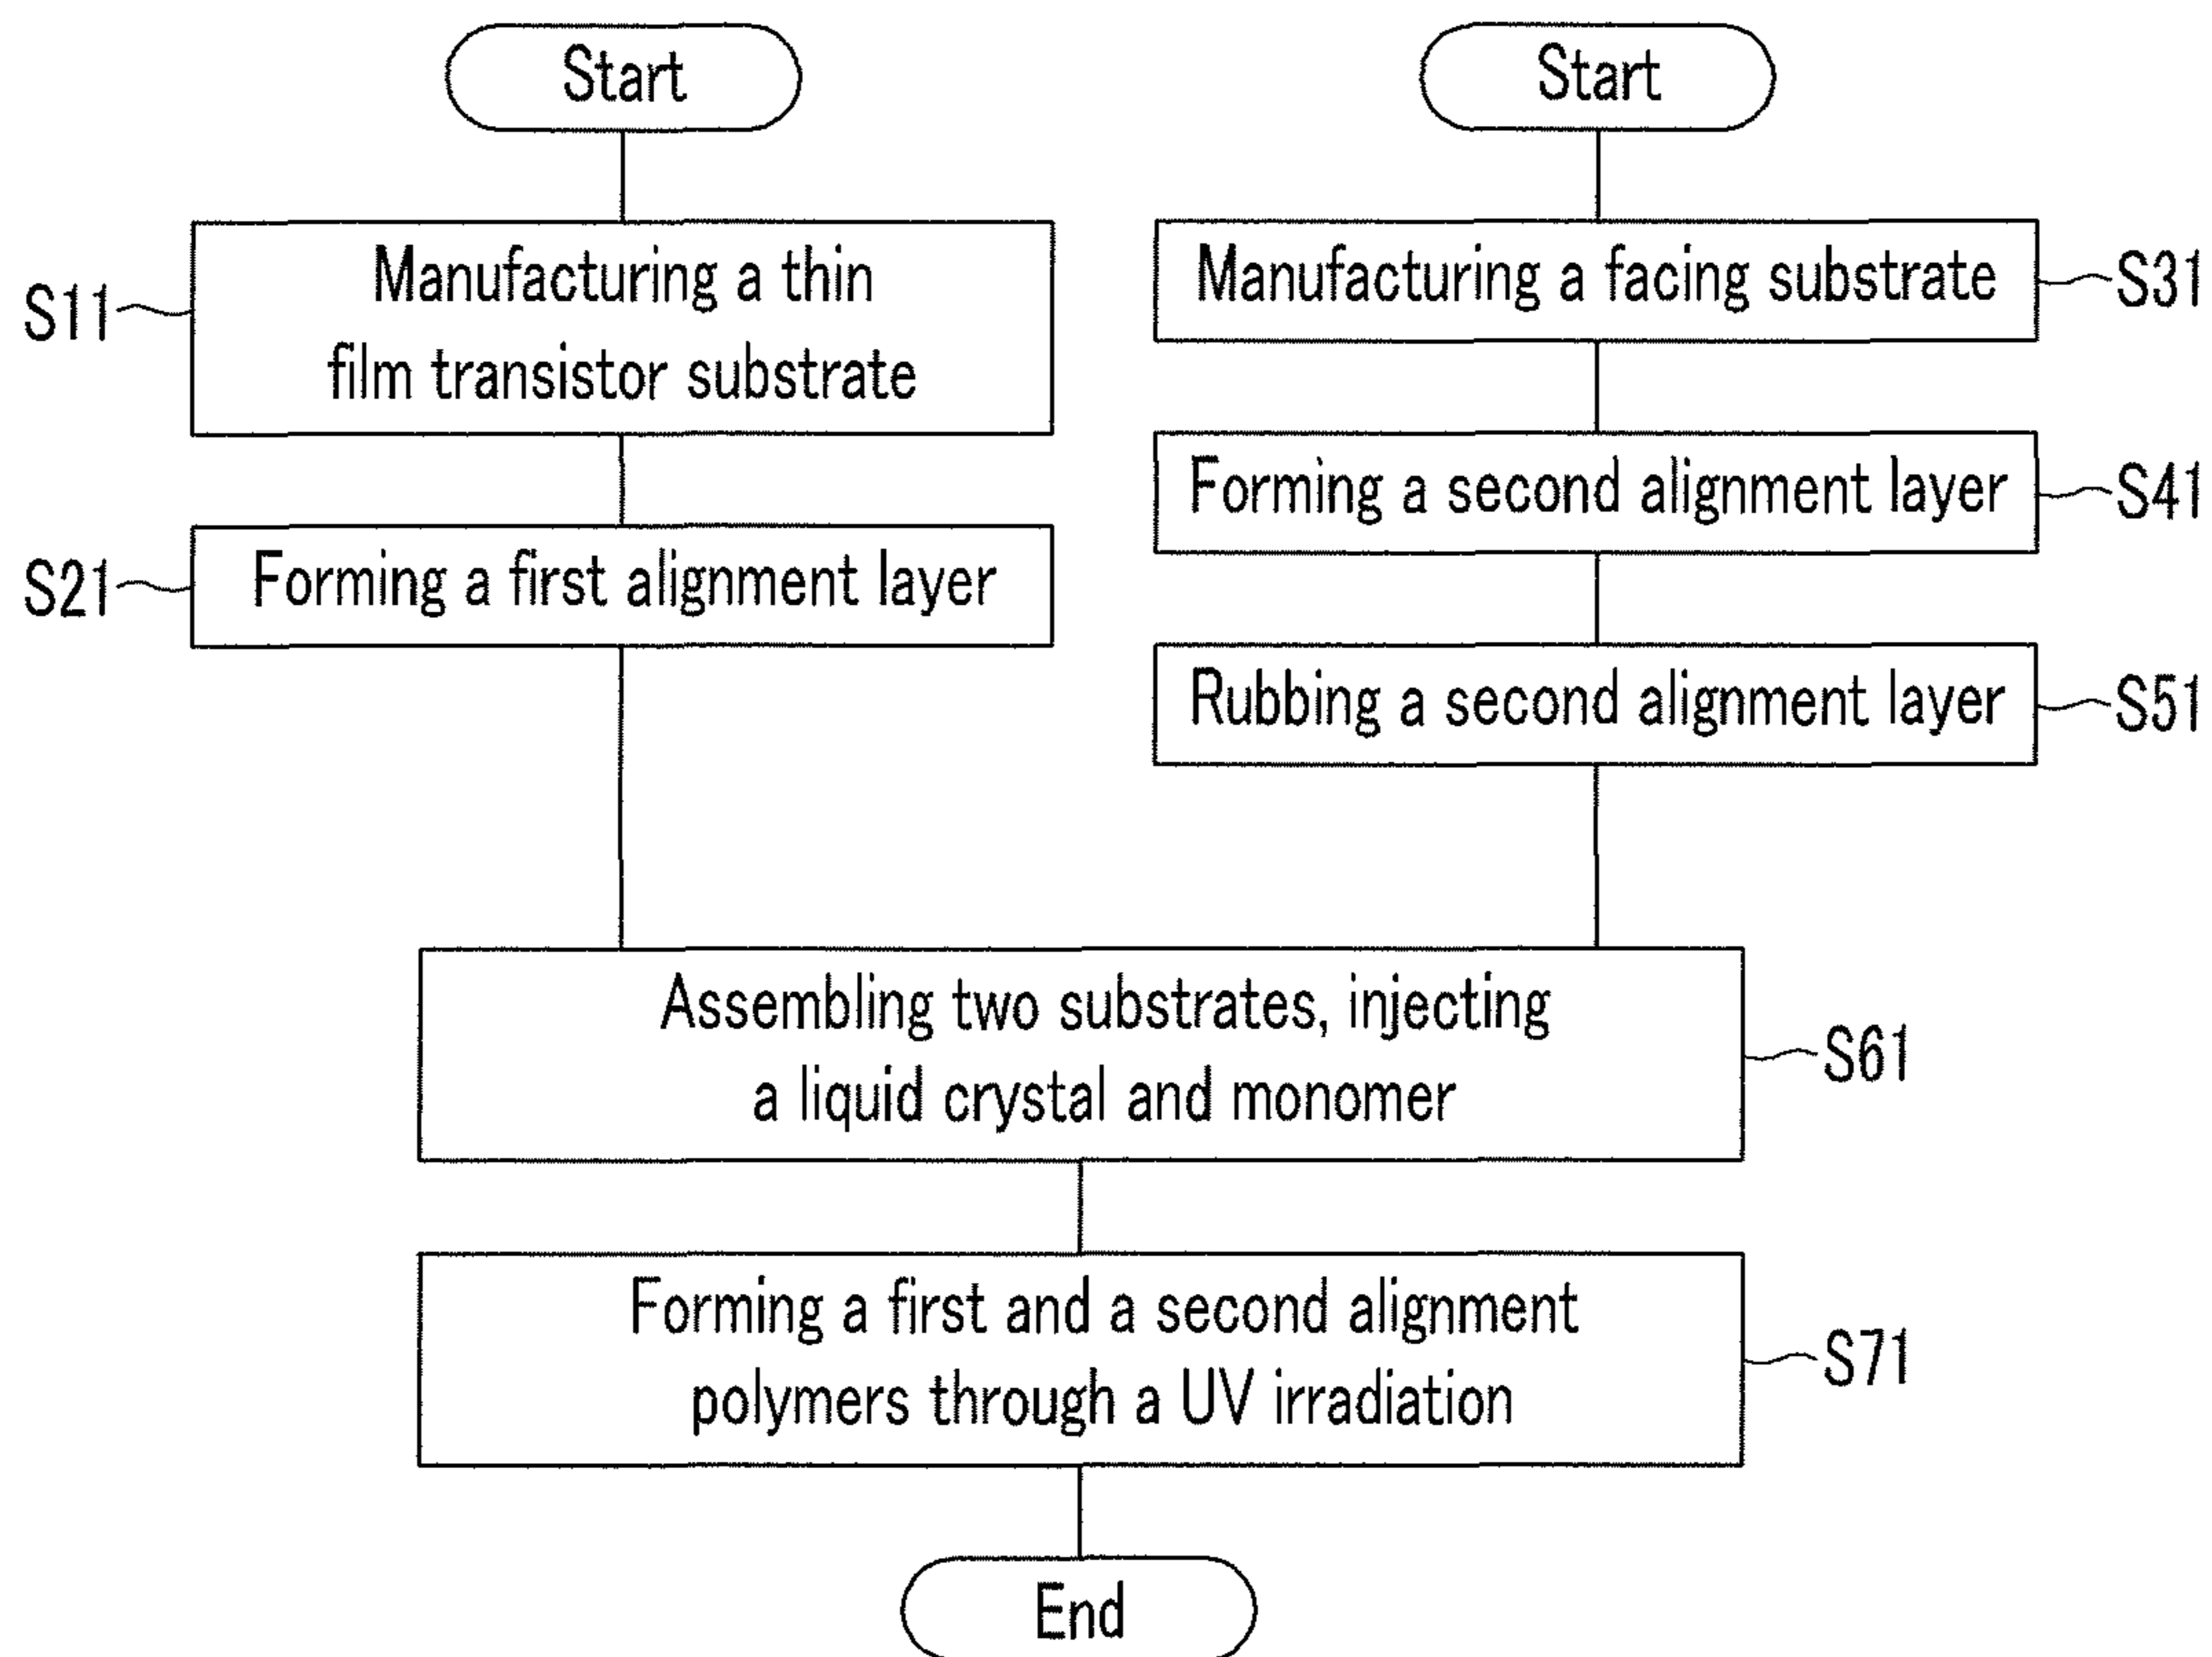 Start
S11
Manufacturing a thin
film transistor substrate
S21
Forming a first alignment layer
Start
Manufacturing a facing substrate
S31
Forming a second alignment layer
S41
Rubbing a second alignment layer
S51
Assembling two substrates, injecting
a liquid crystal and monomer
S61
Forming a first and a second alignment
polymers through a UV irradiation
S71
End